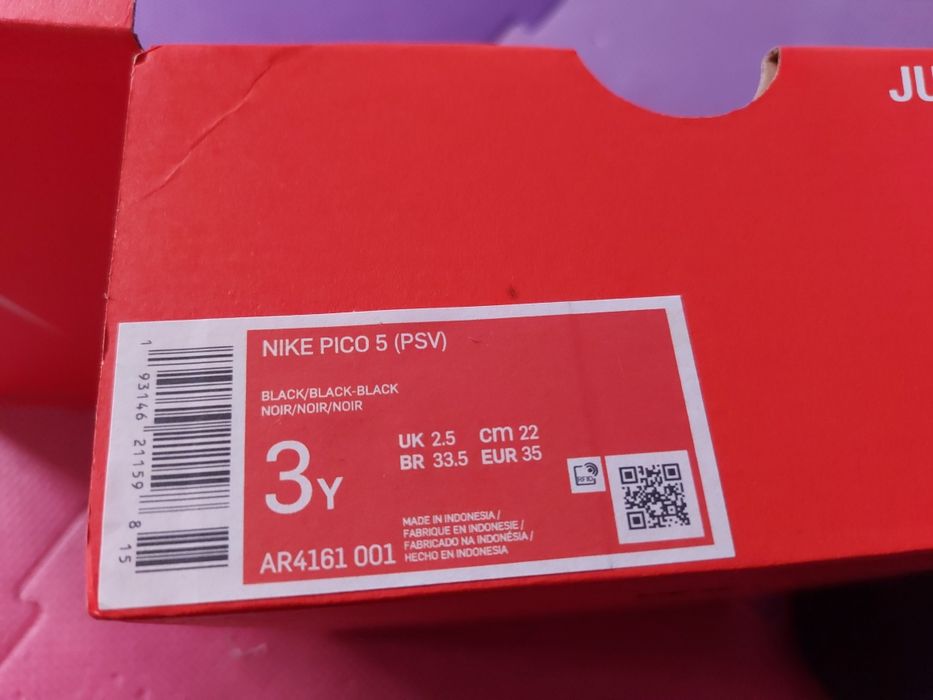 JU
NIKE PICO 5 (PSV)
BLACK/BLACK-BLACK
NOIR/NOIR/NOIR
3Y
UK 2.5 cm 22
BR 33.5 EUR 35
RFID
MADE IN INDONESIA /
FABRIQUE EN INDONESIE /
FABRICADO NA INDONÉSIA /
HECHO EN INDONESIA
AR4161 001
1 93146 21159 8 15